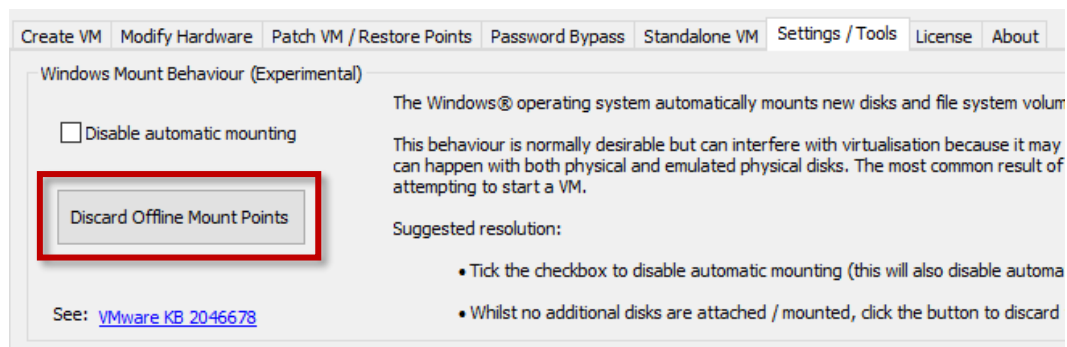 Create VM Modify Hardware Patch VM / Restore Points Password Bypass Standalone VM Settings / Tools License About
Windows Mount Behaviour (Experimental)
The Windows® operating system automatically mounts new disks and file system volum
Disable automatic mounting
This behaviour is normally desirable but can interfere with virtualisation because it may
can happen with both physical and emulated physical disks. The most common result of
attempting to start a VM.
Discard Offline Mount Points
Suggested resolution:
• Tick the checkbox to disable automatic mounting (this will also disable automa
• Whilst no additional disks are attached / mounted, click the button to discard
See: VMware KB 2046678